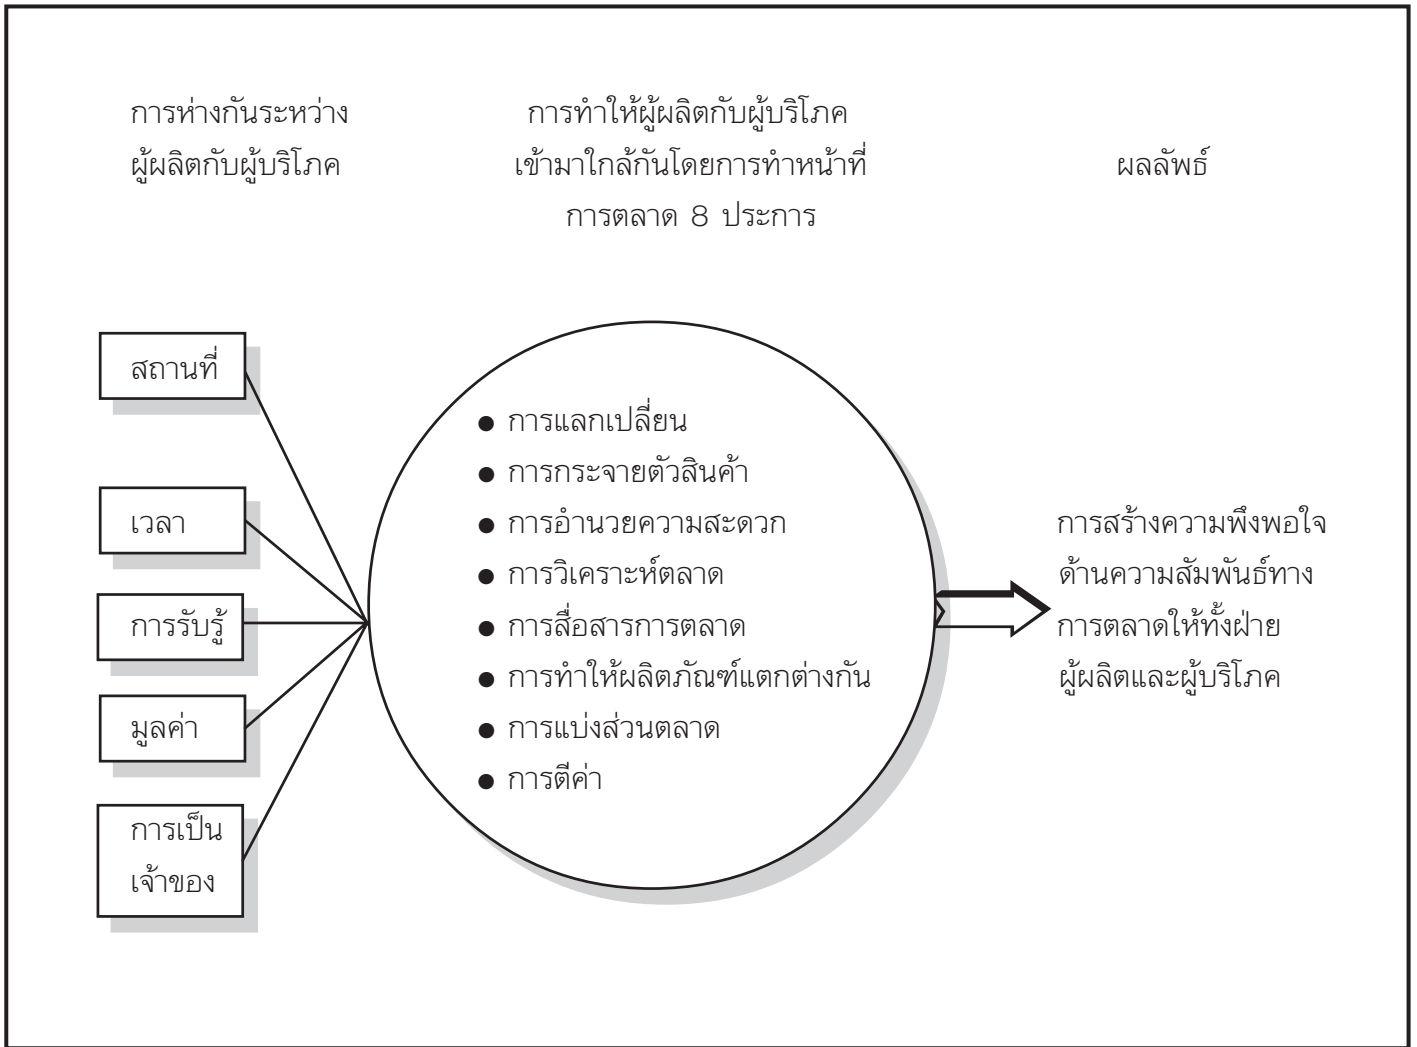 การห่างกันระหว่าง
ผู้ผลิตกับผู้บริโภค
การทำให้ผู้ผลิตกับผู้บริโภค
เข้ามาใกล้กันโดยการทำหน้าที่
การตลาด 8 ประการ
ผลลัพธ์
สถานที่
เวลา
การรับรู้
มูลค่า
การเป็น
เจ้าของ
● การแลกเปลี่ยน
● การกระจายตัวสินค้า
● การอำนวยความสะดวก
● การวิเคราะห์ตลาด
● การสื่อสารการตลาด
● การทำให้ผลิตภัณฑ์แตกต่างกัน
● การแบ่งส่วนตลาด
● การตีค่า
การสร้างความพึงพอใจ
ด้านความสัมพันธ์ทาง
การตลาดให้ทั้งฝ่าย
ผู้ผลิตและผู้บริโภค